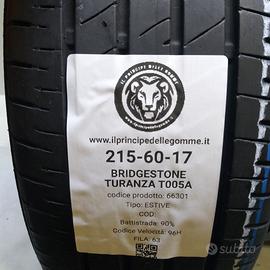 IL PRINCIPE DELLE GOMME
www.ilprincipedellegomme.it
215-60-17
BRIDGESTONE
TURANZA T005A
codice prodotto: 66301
Tipo: ESTIVE
COD:
Battistrada: 90%
Codice Velocità: 96H
FILA: 63
subito